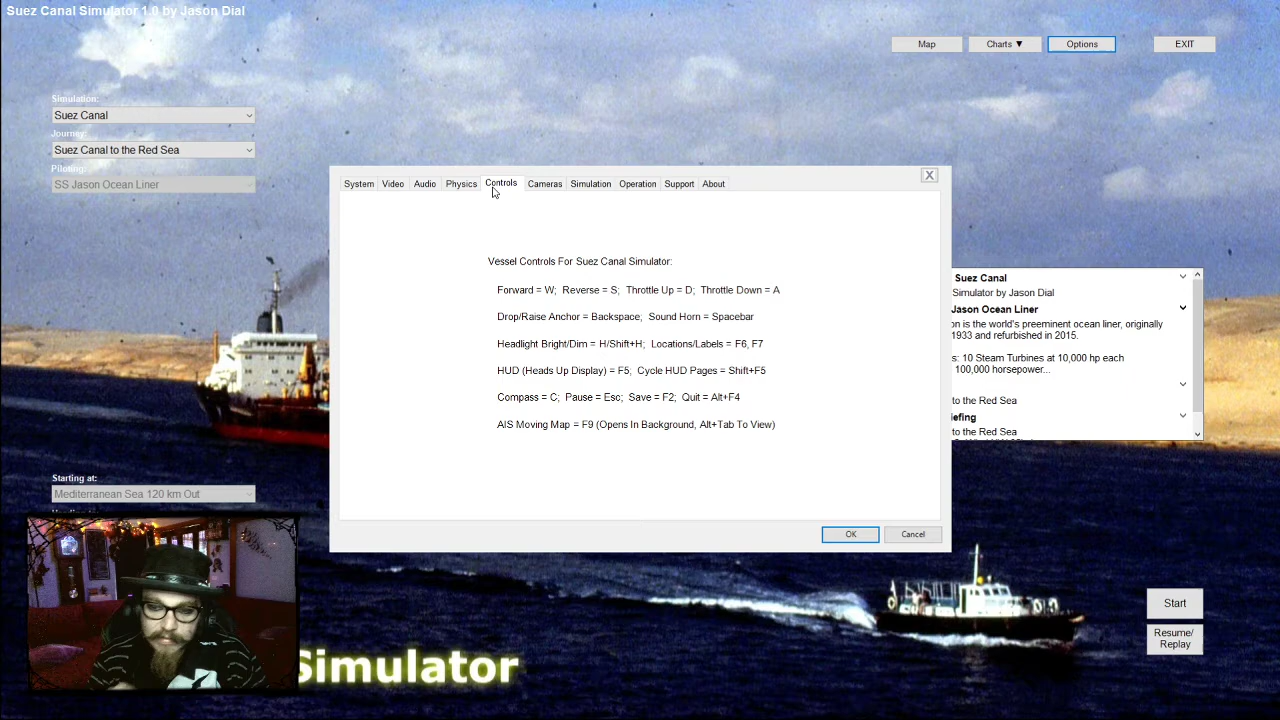 Suez Canal Simulator 1.0 by Jason Dial
Map
Charts ▼
Options
EXIT
Simulation:
Suez Canal
Journey:
Suez Canal to the Red Sea
Piloting:
SS Jason Ocean Liner
X
System Video Audio Physics Controls Cameras Simulation Operation Support About
Vessel Controls For Suez Canal Simulator:
Forward = W; Reverse = S; Throttle Up = D; Throttle Down = A
Drop/Raise Anchor = Backspace; Sound Horn = Spacebar
Headlight Bright/Dim = H/Shift+H; Locations/Labels = F6, F7
HUD (Heads Up Display) = F5; Cycle HUD Pages = Shift+F5
Compass = C; Pause = Esc; Save = F2; Quit = Alt+F4
AIS Moving Map = F9 (Opens In Background, Alt+Tab To View)
OK
Cancel
Suez Canal
Simulator by Jason Dial
Jason Ocean Liner
on is the world's preeminent ocean liner, originally
1933 and refurbished in 2015.
s: 10 Steam Turbines at 10,000 hp each
100,000 horsepower...
to the Red Sea
efing
to the Red Sea
Starting at:
Mediterranean Sea 120 km Out
Start
Resume/
Replay
Simulator